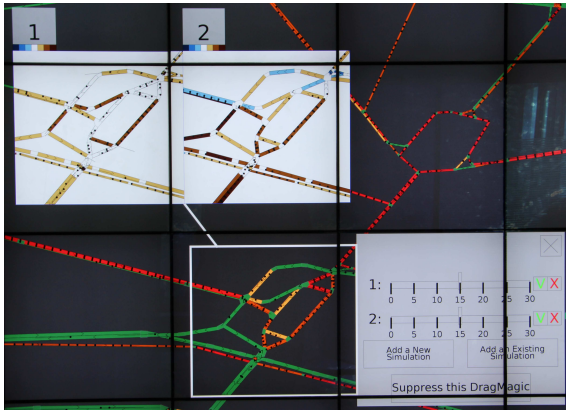 1
2
1:
0 5 10 15 20 25 30
2:
0 5 10 15 20 25 30
Add a New
Simulation
Add an Existing
Simulation
Suppress this DragMagic